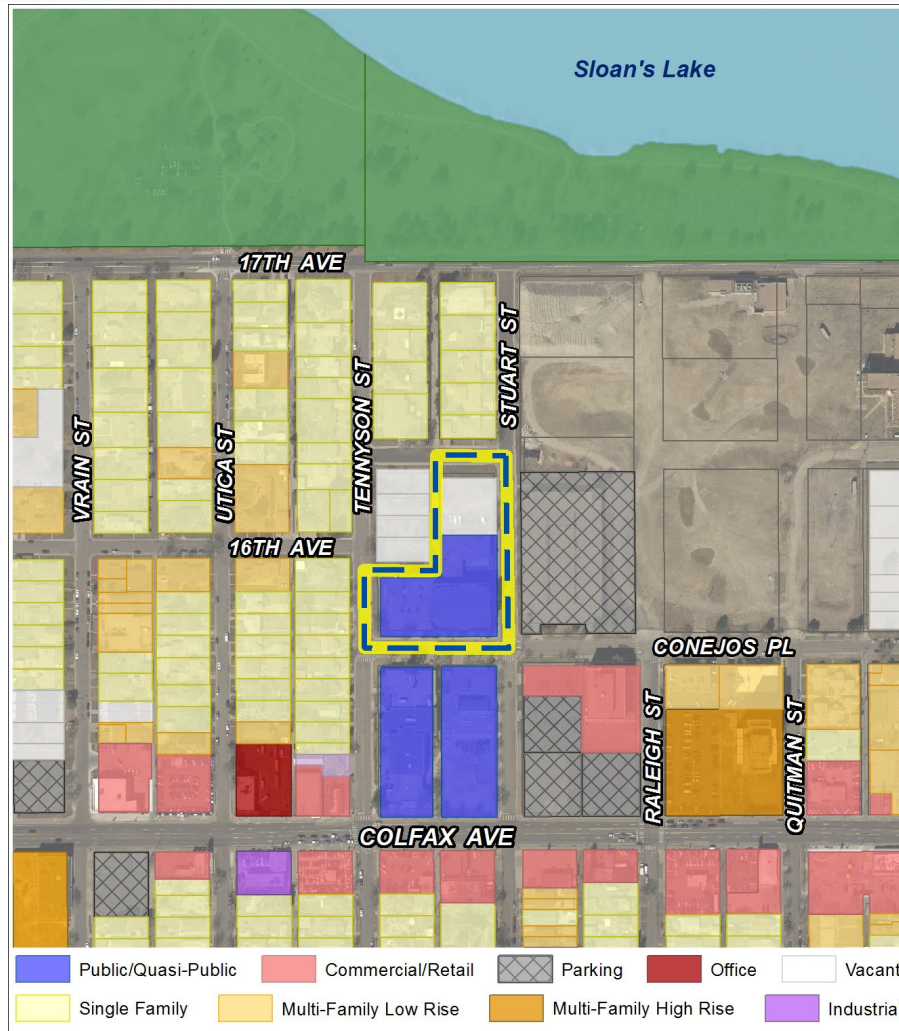 Sloan's Lake
17TH AVE
STUART ST
TENNYSON ST
VRAIN ST
UTICA ST
16TH AVE
CONEJOS PL
RALEIGH ST
QUITMAN ST
COLFAX AVE
Public/Quasi-Public
Commercial/Retail
Parking
Office
Vacant
Single Family
Multi-Family Low Rise
Multi-Family High Rise
Industria